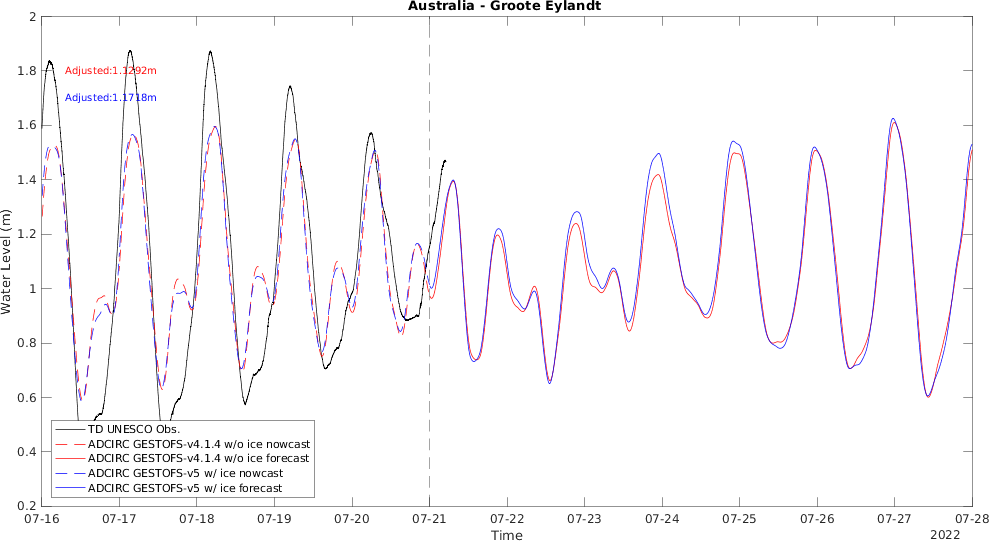 Australia - Groote Eylandt
2
1.8
1.6
1.4
1.2
1
0.8
0.6
0.4
0.2
Water Level (m)
Adjusted:1.1292m
Adjusted:1.1718m
TD UNESCO Obs.
ADCIRC GESTOFS-v4.1.4 w/o ice nowcast
ADCIRC GESTOFS-v4.1.4 w/o ice forecast
ADCIRC GESTOFS-v5 w/ ice nowcast
ADCIRC GESTOFS-v5 w/ ice forecast
07-16 07-17 07-18 07-19 07-20 07-21 07-22 07-23 07-24 07-25 07-26 07-27 07-28
Time
2022